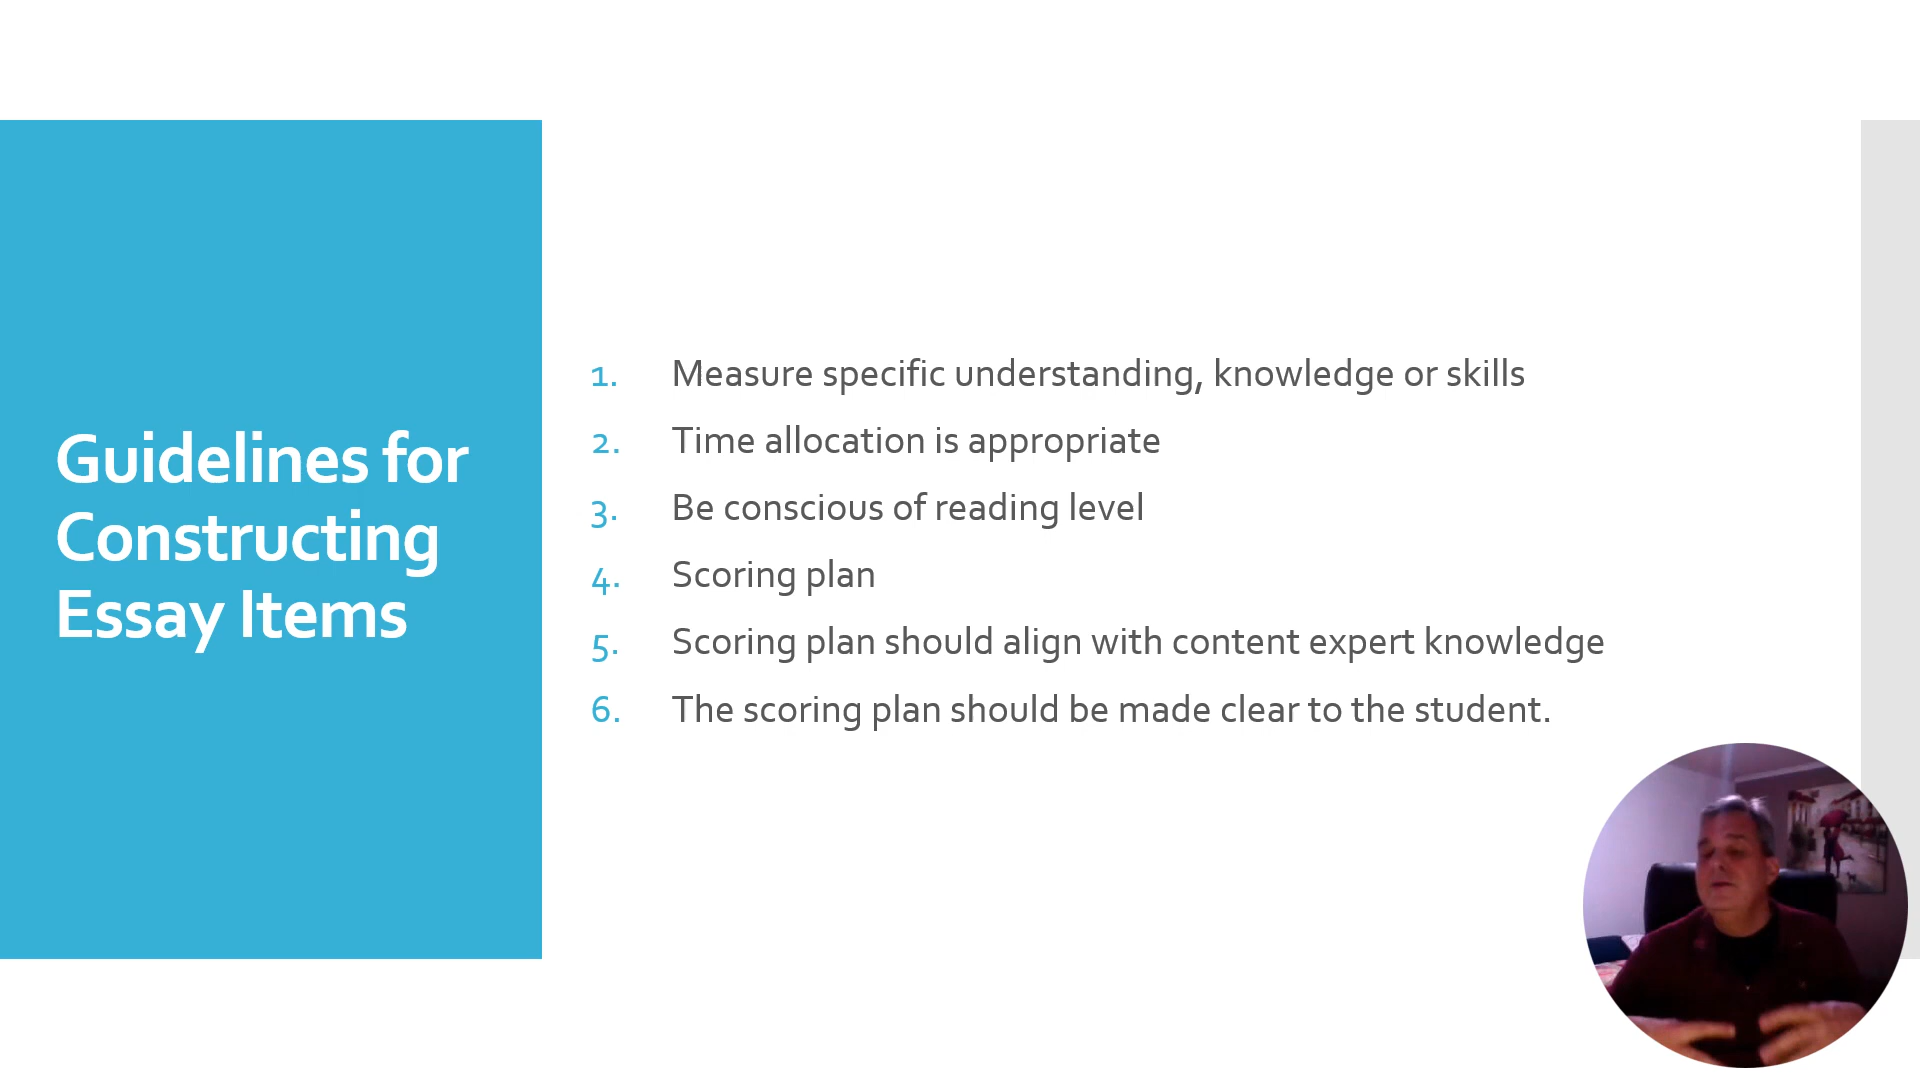 Guidelines for
Constructing
Essay Items
1. Measure specific understanding, knowledge or skills
2. Time allocation is appropriate
3. Be conscious of reading level
4. Scoring plan
5. Scoring plan should align with content expert knowledge
6. The scoring plan should be made clear to the student.